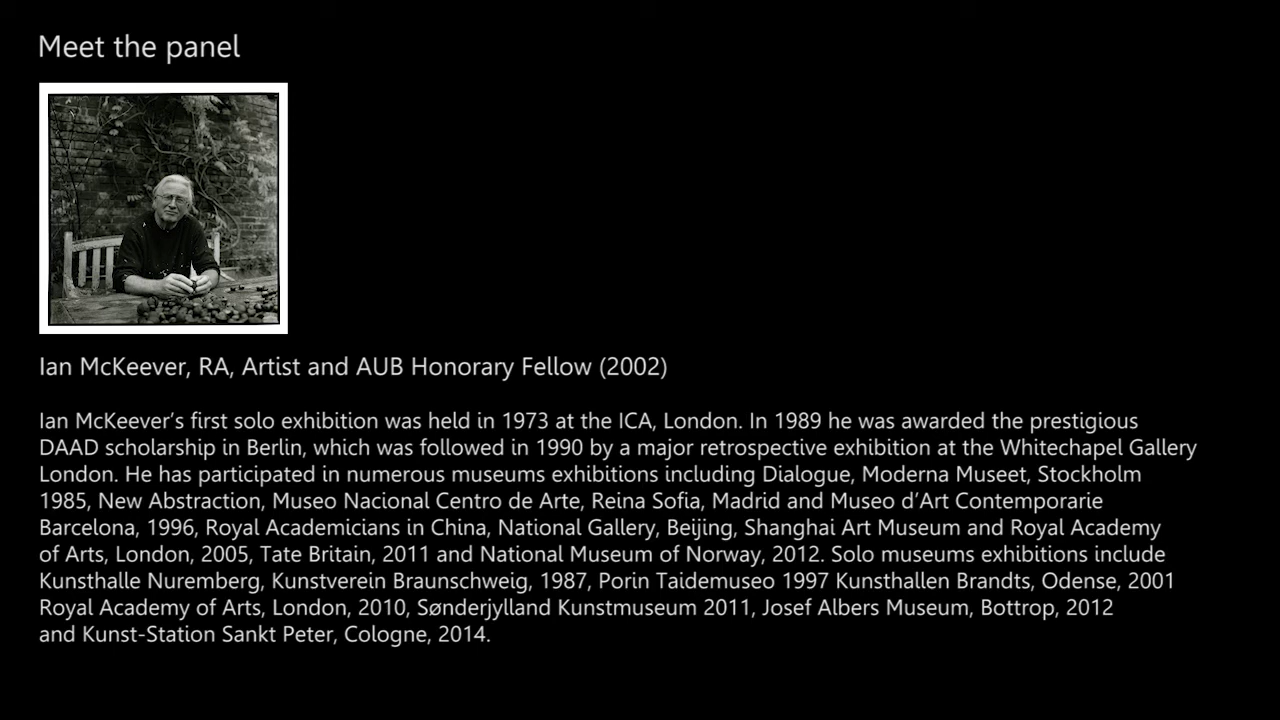 Meet the panel
Ian McKeever, RA, Artist and AUB Honorary Fellow (2002)
Ian McKeever’s first solo exhibition was held in 1973 at the ICA, London. In 1989 he was awarded the prestigious
DAAD scholarship in Berlin, which was followed in 1990 by a major retrospective exhibition at the Whitechapel Gallery
London. He has participated in numerous museums exhibitions including Dialogue, Moderna Museet, Stockholm
1985, New Abstraction, Museo Nacional Centro de Arte, Reina Sofia, Madrid and Museo d’Art Contemporarie
Barcelona, 1996, Royal Academicians in China, National Gallery, Beijing, Shanghai Art Museum and Royal Academy
of Arts, London, 2005, Tate Britain, 2011 and National Museum of Norway, 2012. Solo museums exhibitions include
Kunsthalle Nuremberg, Kunstverein Braunschweig, 1987, Porin Taidemuseo 1997 Kunsthallen Brandts, Odense, 2001
Royal Academy of Arts, London, 2010, Sønderjylland Kunstmuseum 2011, Josef Albers Museum, Bottrop, 2012
and Kunst-Station Sankt Peter, Cologne, 2014.